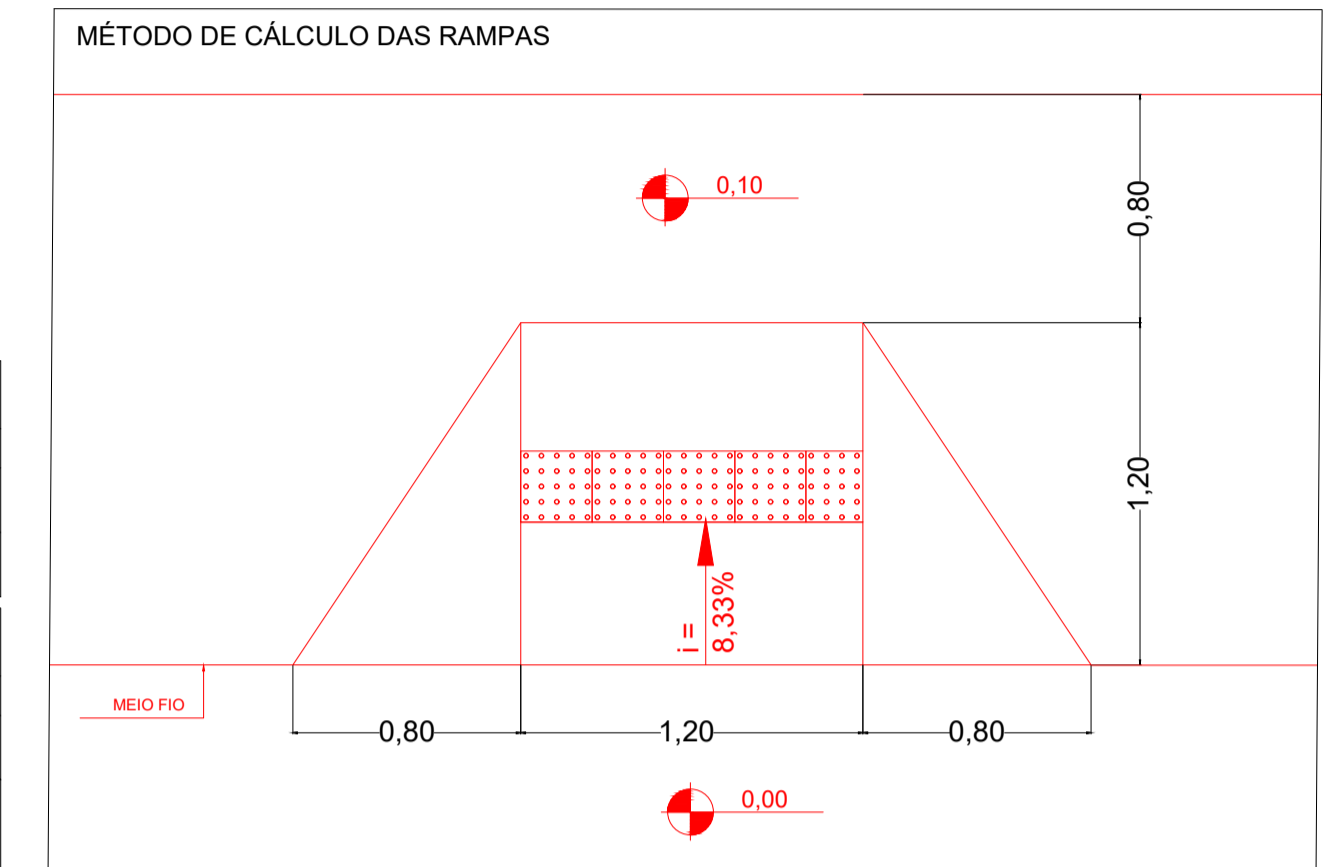 MÉTODO DE CÁLCULO DAS RAMPAS
0,10
0,80
1,20
i =
8,33%
MEIO FIO
0,80
1,20
0,80
0,00